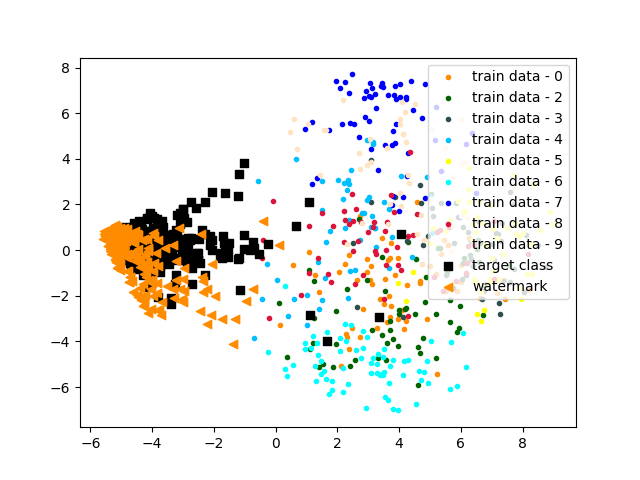 8
6
4
2
0
−2
−4
−6
−6
−4
−2
0
2
4
6
8
train data - 0
train data - 2
train data - 3
train data - 4
train data - 5
train data - 6
train data - 7
train data - 8
train data - 9
target class
watermark